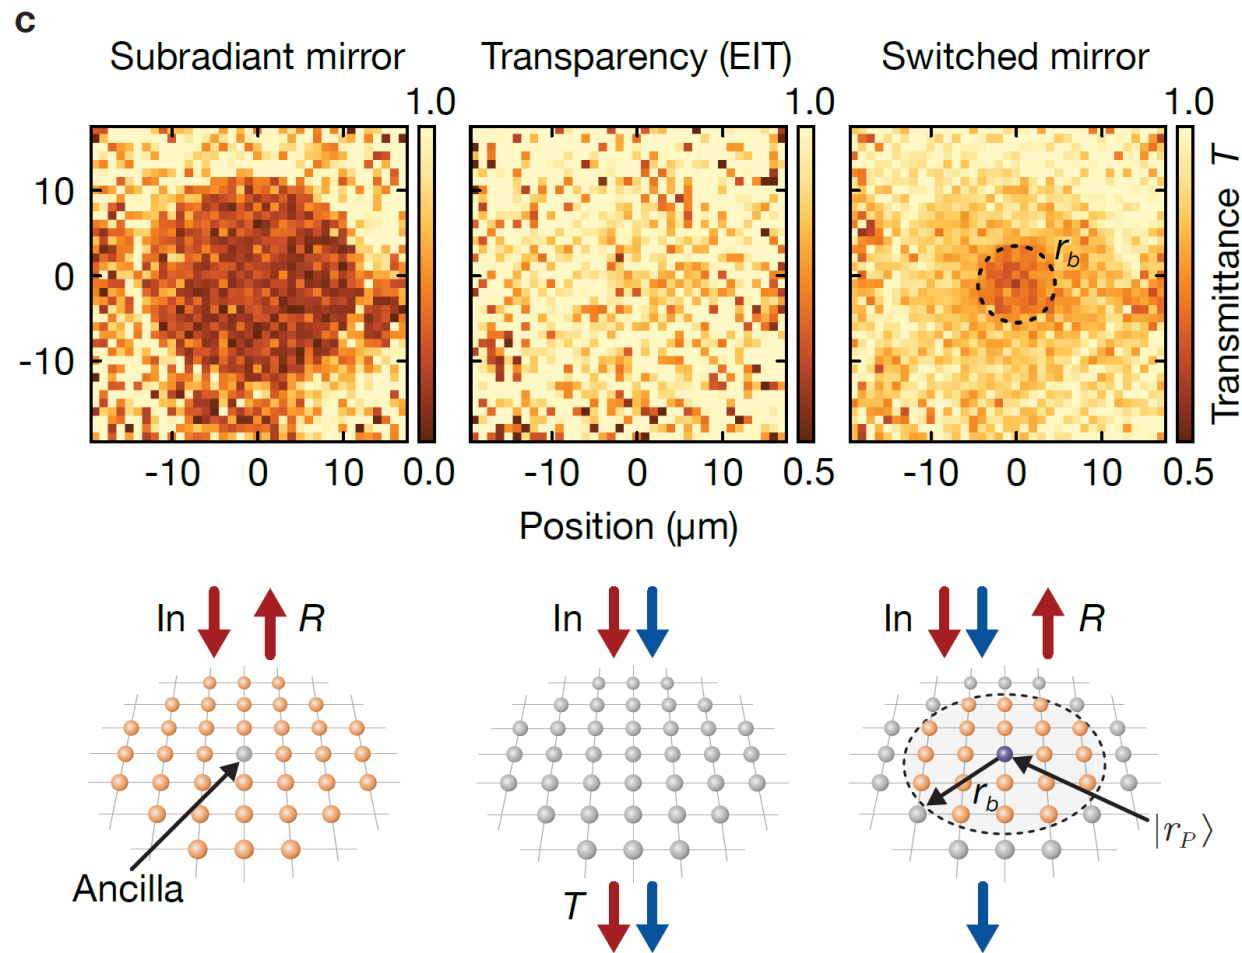 c
Subradiant mirror
Transparency (EIT)
Switched mirror
1.0
1.0
1.0
10
0
-10
r_b
Transmittance T
-10 0 10 0.0
-10 0 10 0.5
-10 0 10 0.5
Position (µm)
In R
In
In R
r_b
|r_P⟩
Ancilla
T